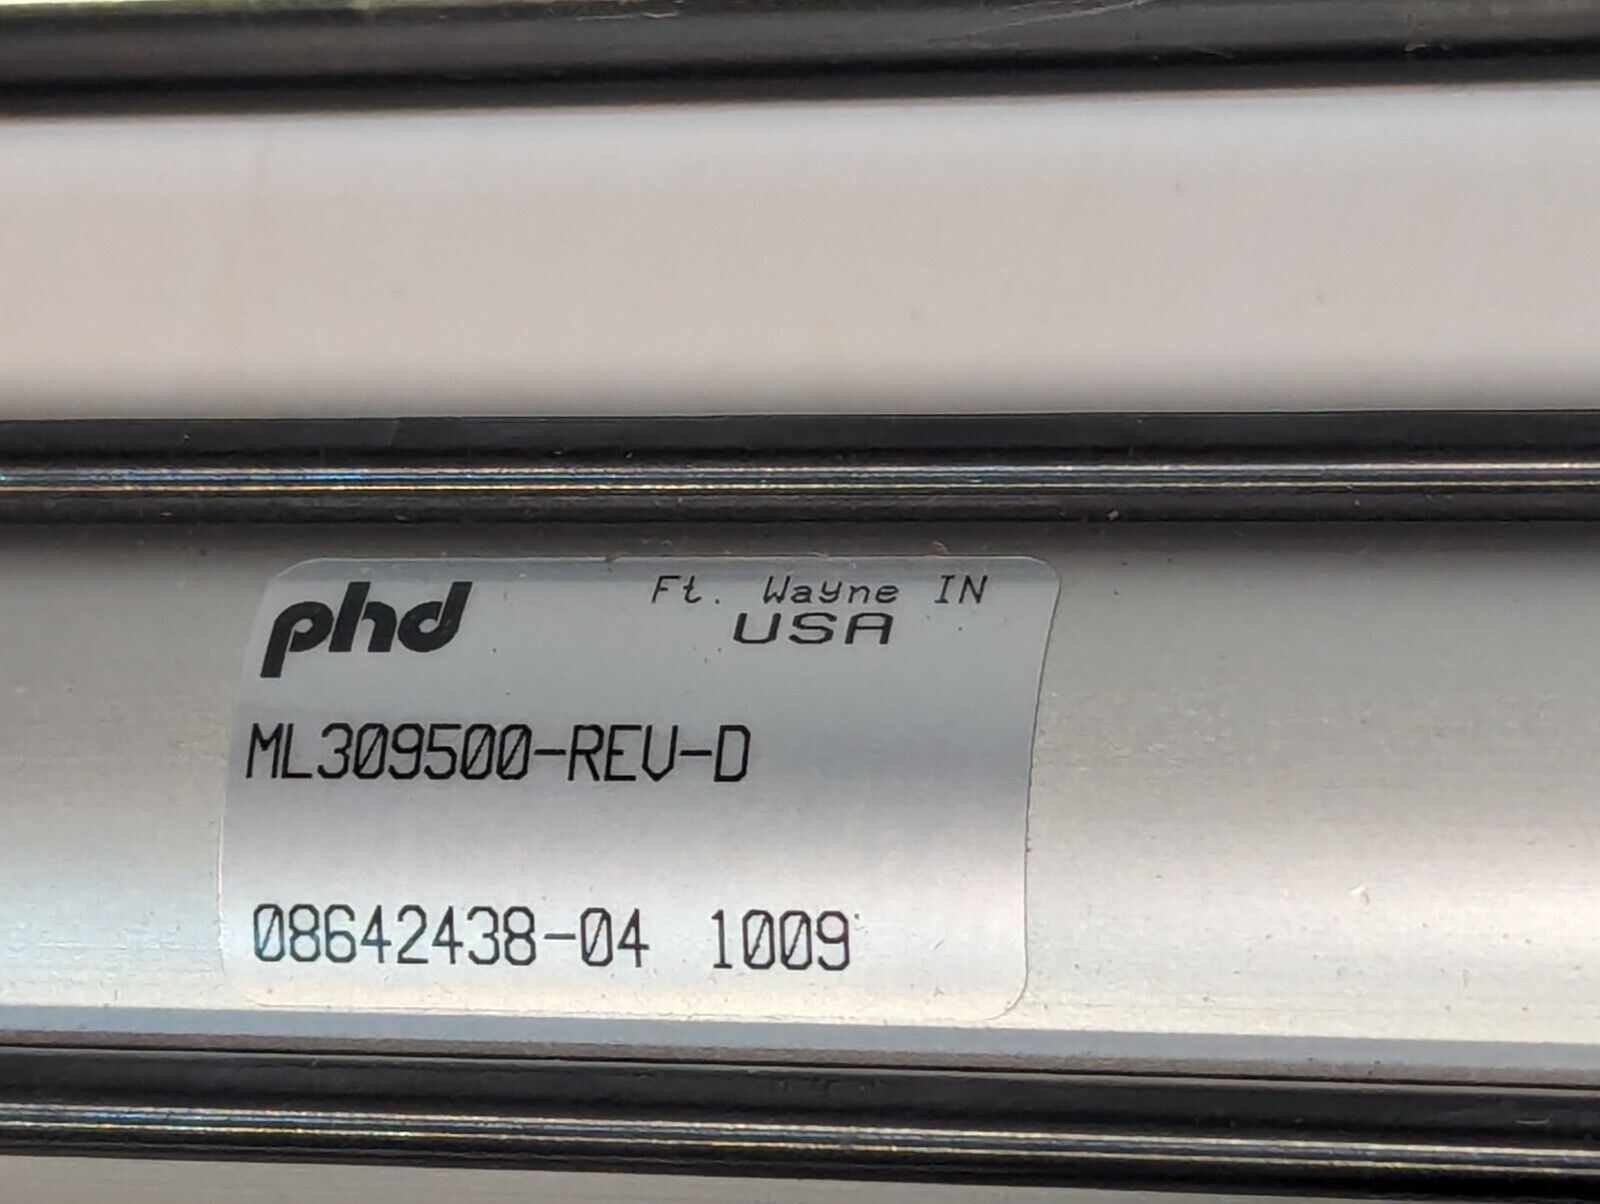 phd Ft. Wayne IN
USA
ML309500-REV-D
08642438-04 1009